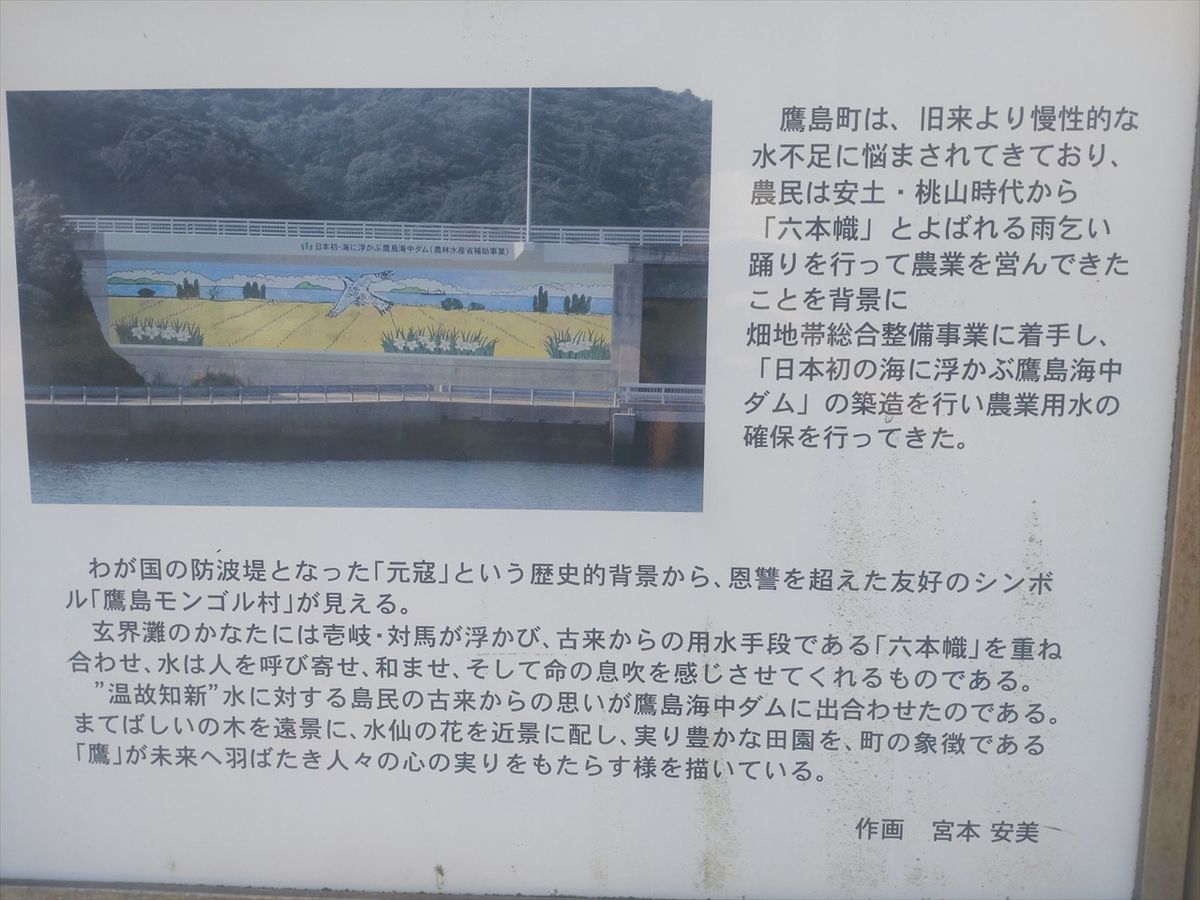 日本初・海に浮かぶ鷹島海中ダム(農林水産省補助事業)
鷹島町は、旧来より慢性的な
水不足に悩まされてきており、
農民は安土・桃山時代から
「六本幟」とよばれる雨乞い
踊りを行って農業を営んできた
ことを背景に
畑地帯総合整備事業に着手し、
「日本初の海に浮かぶ鷹島海中
ダム」の築造を行い農業用水の
確保を行ってきた。
わが国の防波堤となった「元寇」という歴史的背景から、恩讐を超えた友好のシンボ
ル「鷹島モンゴル村」が見える。
玄界灘のかなたには壱岐・対馬が浮かび、古来からの用水手段である「六本幟」を重ね
合わせ、水は人を呼び寄せ、和ませ、そして命の息吹を感じさせてくれるものである。
”温故知新”水に対する島民の古来からの思いが鷹島海中ダムに出合わせたのである。
まてばしいの木を遠景に、水仙の花を近景に配し、実り豊かな田園を、町の象徴である
「鷹」が未来へ羽ばたき人々の心の実りをもたらす様を描いている。
作画 宮本 安美